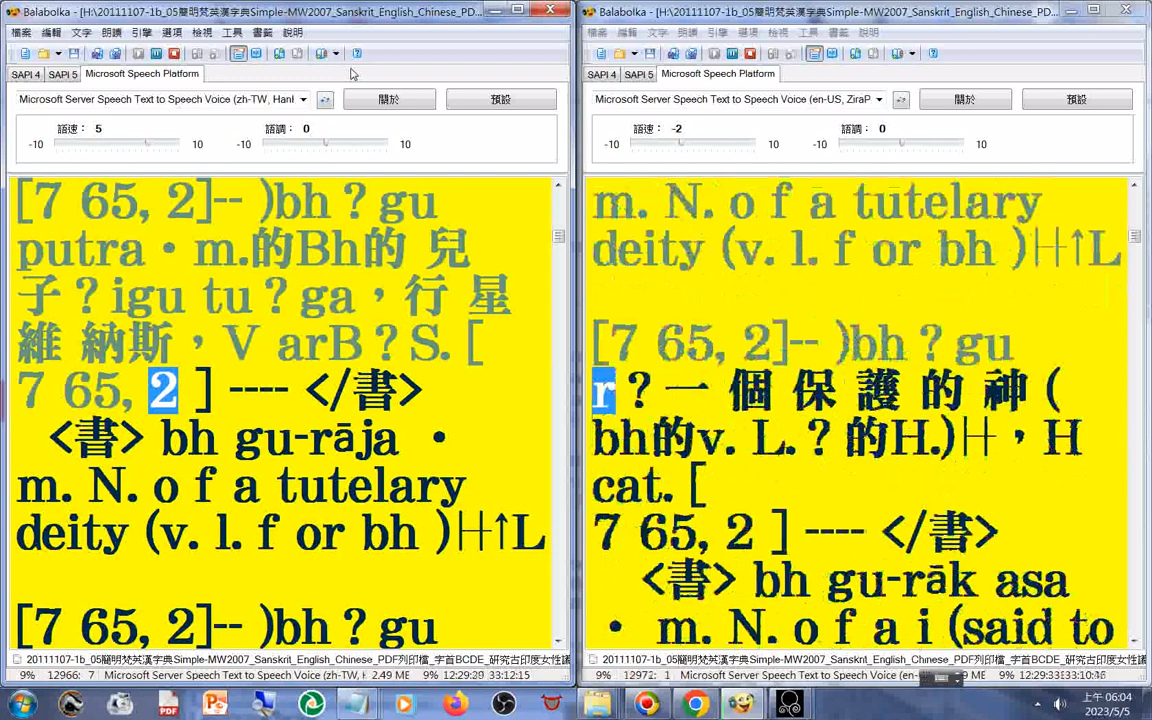 Balabolka - [H:\20111107-1b_05簡明梵英漢字典Simple-MW2007_Sanskrit_English_Chinese_PD...
檔案 編輯 文字 朗讀 引擎 選項 檢視 工具 書籤 說明
SAPI 4 SAPI 5 Microsoft Speech Platform
Microsoft Server Speech Text to Speech Voice (zh-TW, HanI 關於 預設
語速： 5 語調： 0
-10 10 -10 10
[7 65, 2]-- )bh ? gu
putra • m.的Bh的 兒
子 ? igu tu ? ga，行 星
維 納斯，V arB ? S. [
7 65, 2 ] ---- </書>
<書> bh gu-rāja •
m. N. o f a tutelary
deity (v. l. f or bh )├┤↑L
[7 65, 2]-- )bh ? gu
20111107-1b_05簡明梵英漢字典Simple-MW2007_Sanskrit_English_Chinese_PDF列印檔_字首BCDE_研究古印度女性議
9% 12966: 7 Microsoft Server Speech Text to Speech Voice (zh-TW, H 2.49 ME 9% 12:29:29 33:12:15
Balabolka - [H:\20111107-1b_05簡明梵英漢字典Simple-MW2007_Sanskrit_English_Chinese_PD...
檔案 編輯 文字 朗讀 引擎 選項 檢視 工具 書籤 說明
SAPI 4 SAPI 5 Microsoft Speech Platform
Microsoft Server Speech Text to Speech Voice (en-US, ZiraP 關於 預設
語速： -2 語調： 0
-10 10 -10 10
m. N. o f a tutelary
deity (v. l. f or bh )├┤↑L
[7 65, 2]-- )bh ? gu
r ? 一 個 保 護 的 神 (
bh的v. L. ? 的H.)├┤，H
cat. [
7 65, 2 ] ---- </書>
<書> bh gu-rāk asa
• m. N. o f a i (said to
20111107-1b_05簡明梵英漢字典Simple-MW2007_Sanskrit_English_Chinese_PDF列印檔_字首BCDE_研究古印度女性議
9% 12972: 1 Microsoft Server Speech Text to Speech Voice (en-US, 9% 12:29:33 33:10:46
上午 06:04
2023/5/5